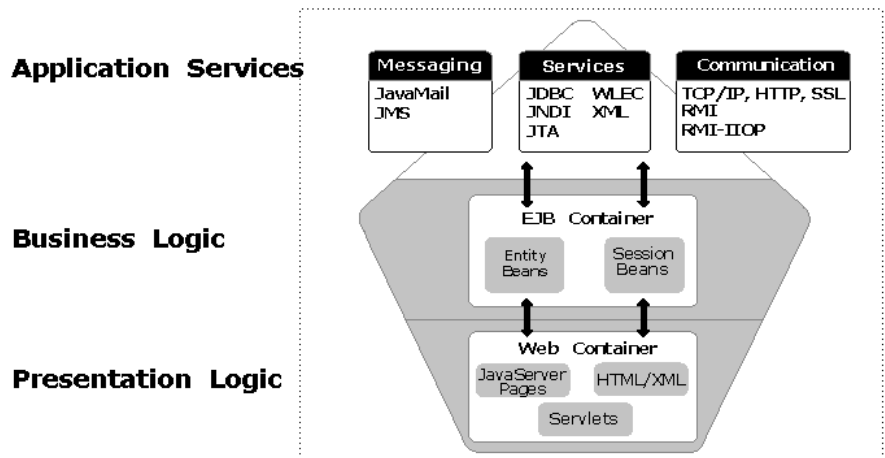 Application Services
Messaging
JavaMail
JMS
Services
JDBC WLEC
JNDI XML
JTA
Communication
TCP/IP, HTTP, SSL
RMI
RMI-IIOP
Business Logic
EJB Container
Entity
Beans
Session
Beans
Presentation Logic
Web Container
JavaServer
Pages
HTML/XML
Servlets